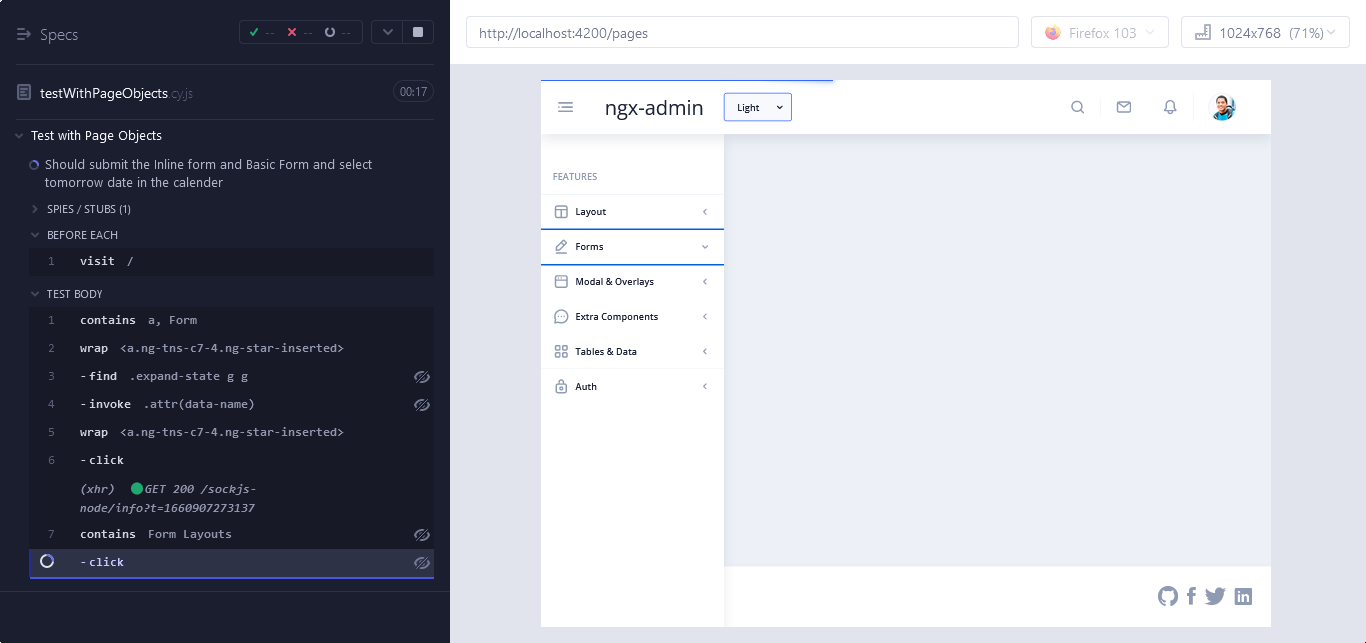 Specs
-- -- --
testWithPageObjects.cy.js
00:17
Test with Page Objects
Should submit the Inline form and Basic Form and select
tomorrow date in the calender
SPIES / STUBS (1)
BEFORE EACH
1 visit /
TEST BODY
1 contains a, Form
2 wrap <a.ng-tns-c7-4.ng-star-inserted>
3 -find .expand-state g g
4 -invoke .attr(data-name)
5 wrap <a.ng-tns-c7-4.ng-star-inserted>
6 -click
(xhr) GET 200 /sockjs-
node/info?t=1660907273137
7 contains Form Layouts
-click
http://localhost:4200/pages
Firefox 103
1024x768 (71%)
ngx-admin
Light
FEATURES
Layout
Forms
Modal & Overlays
Extra Components
Tables & Data
Auth